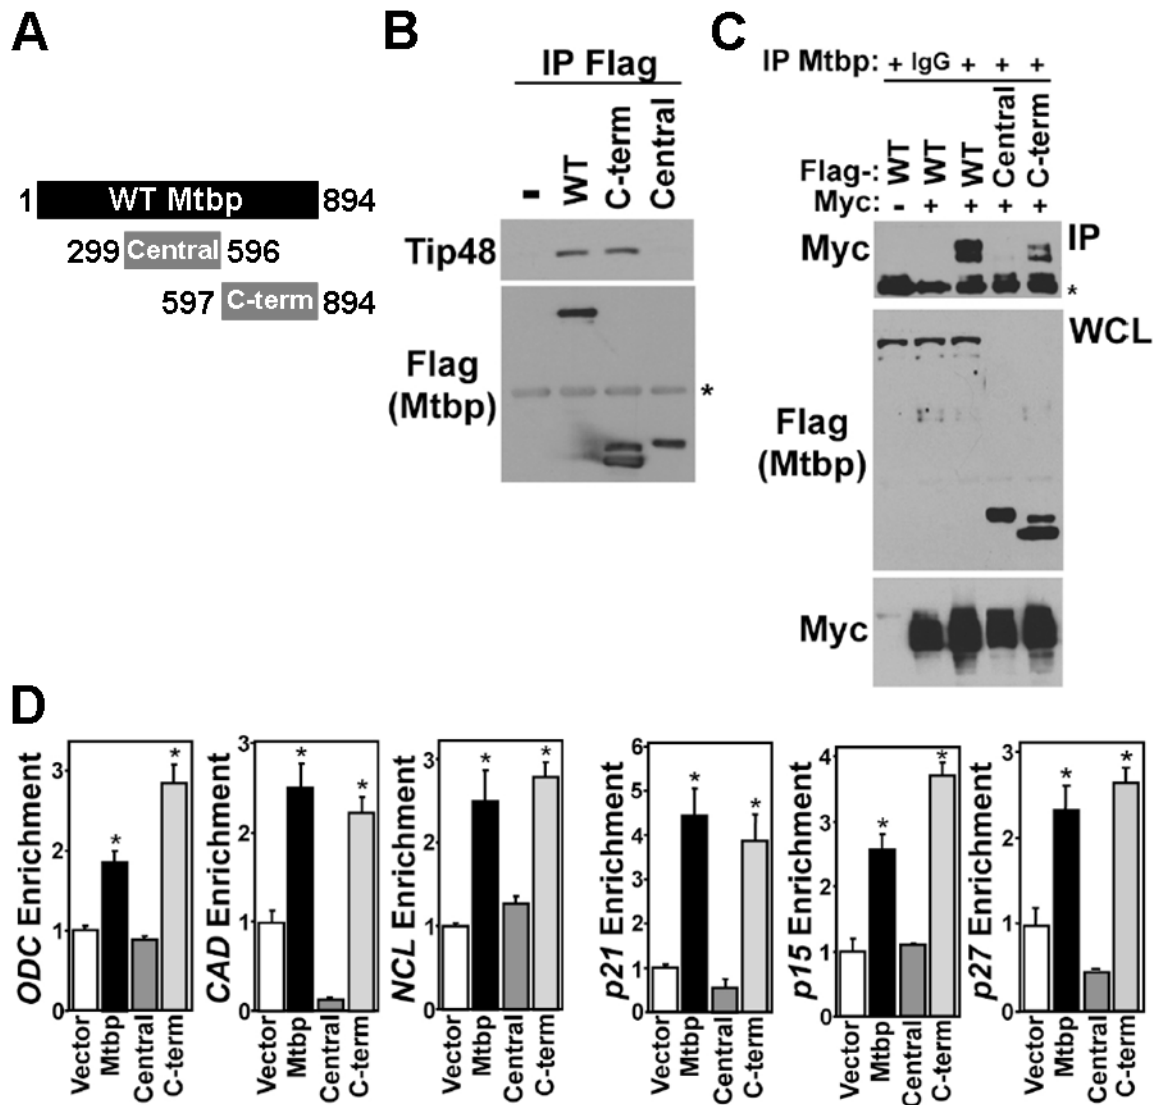 A
1 WT Mtbp 894
299 Central 596
597 C-term 894
B
IP Flag
-
WT
C-term
Central
Tip48
Flag
(Mtbp)
*
C
IP Mtbp: + IgG + + +
Flag-: WT WT WT Central C-term
Myc: - + + + +
Myc
IP
*
WCL
Flag
(Mtbp)
Myc
D
ODC Enrichment
3
2
1
0
* *
Vector Mtbp Central C-term
CAD Enrichment
3
2
1
0
* *
Vector Mtbp Central C-term
NCL Enrichment
3
2
1
0
* *
Vector Mtbp Central C-term
p21 Enrichment
6
5
4
3
2
1
0
* *
Vector Mtbp Central C-term
p15 Enrichment
4
3
2
1
0
* *
Vector Mtbp Central C-term
p27 Enrichment
3
2
1
0
* *
Vector Mtbp Central C-term